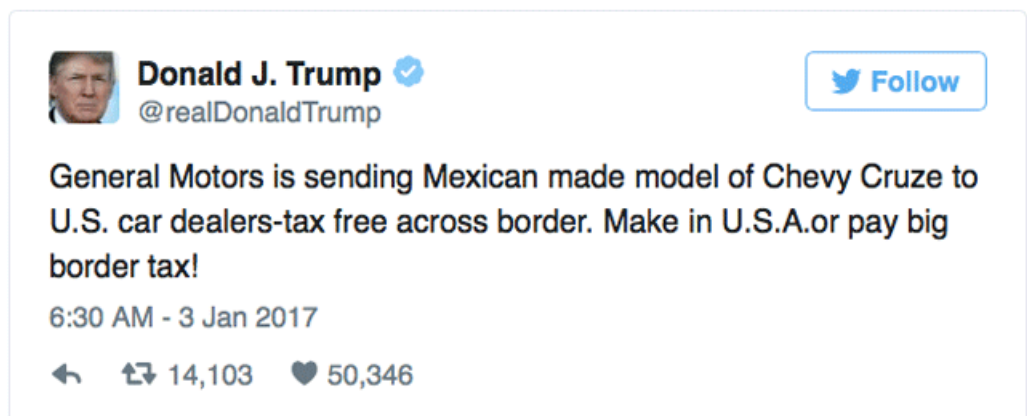 Donald J. Trump
Follow
@realDonaldTrump
General Motors is sending Mexican made model of Chevy Cruze to
U.S. car dealers-tax free across border. Make in U.S.A.or pay big
border tax!
6:30 AM - 3 Jan 2017
14,103 50,346